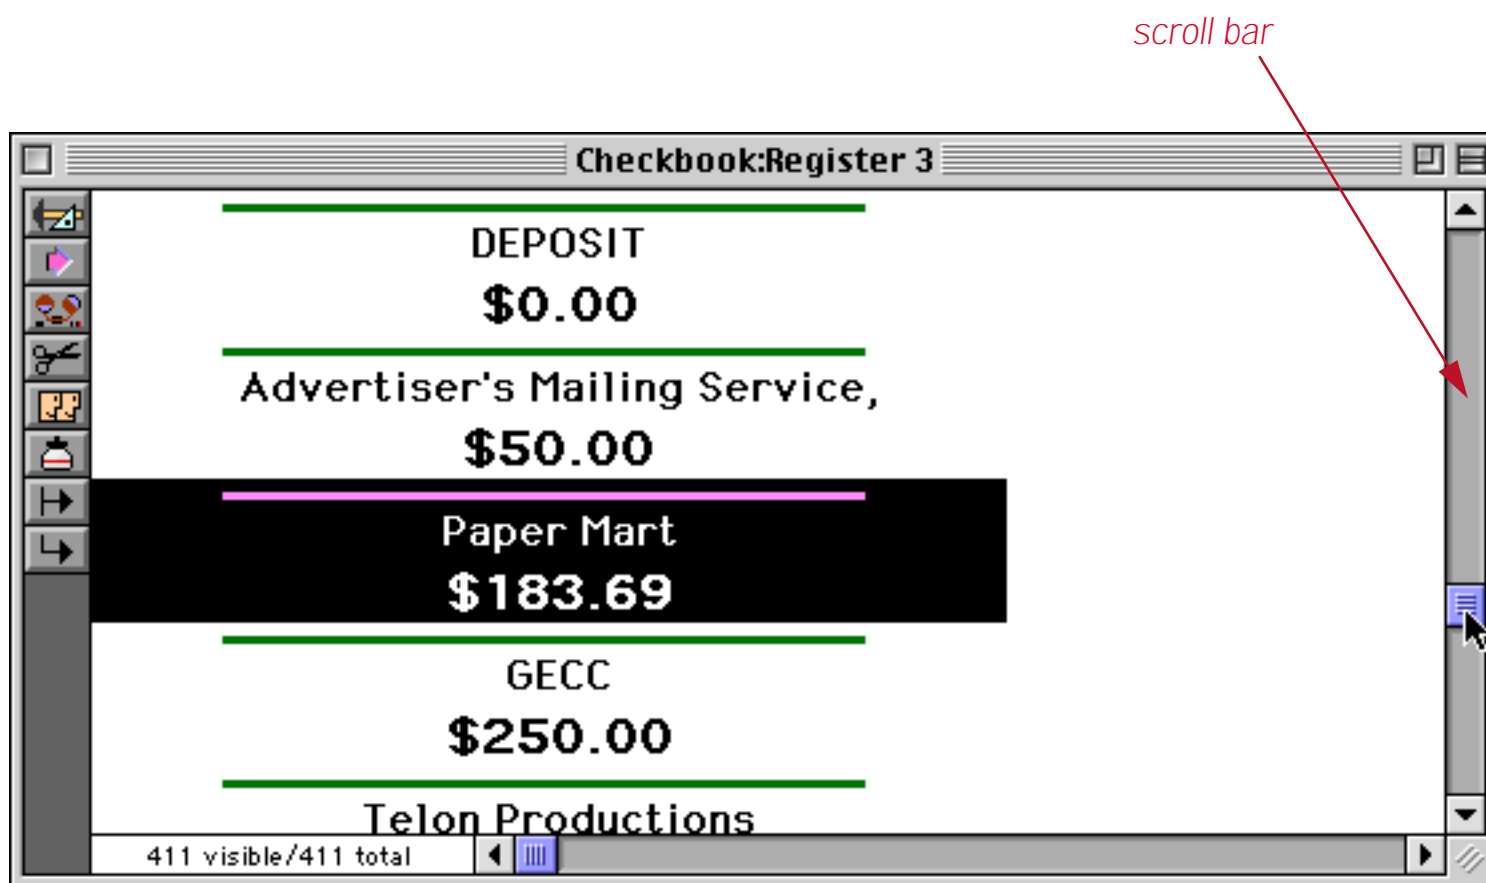 scroll bar
Checkbook:Register 3
DEPOSIT
$0.00
Advertiser's Mailing Service,
$50.00
Paper Mart
$183.69
GECC
$250.00
Telon Productions
411 visible/411 total